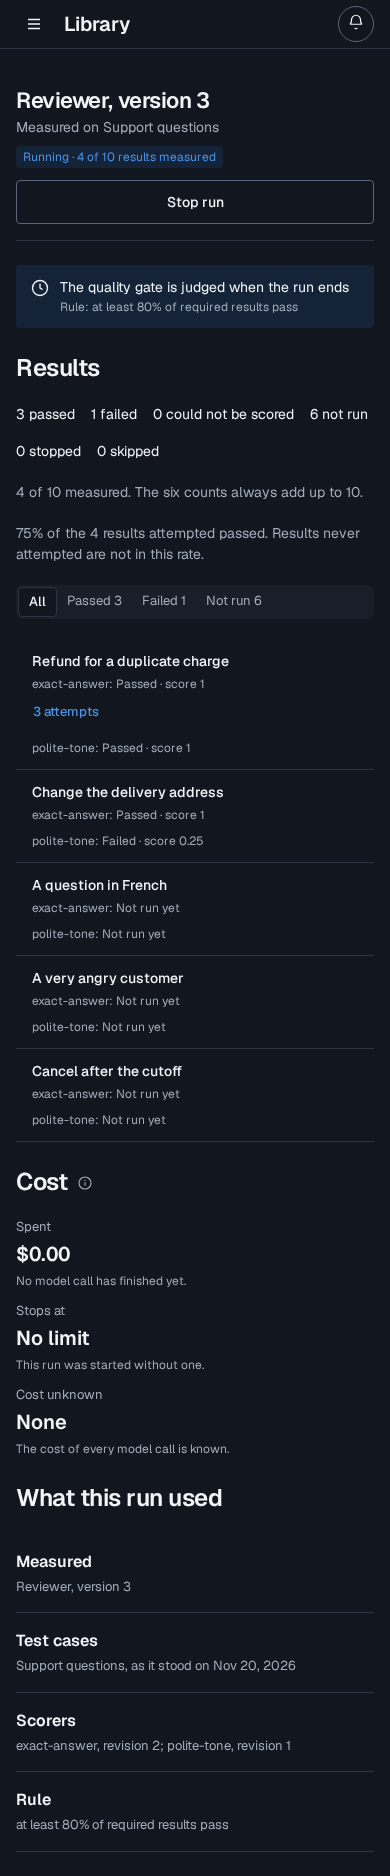 Library
Reviewer, version 3
Measured on Support questions
Running · 4 of 10 results measured
Stop run
The quality gate is judged when the run ends
Rule: at least 80% of required results pass
Results
3 passed 1 failed 0 could not be scored 6 not run
0 stopped 0 skipped
4 of 10 measured. The six counts always add up to 10.
75% of the 4 results attempted passed. Results never
attempted are not in this rate.
All Passed 3 Failed 1 Not run 6
Refund for a duplicate charge
exact-answer: Passed · score 1
3 attempts
polite-tone: Passed · score 1
Change the delivery address
exact-answer: Passed · score 1
polite-tone: Failed · score 0.25
A question in French
exact-answer: Not run yet
polite-tone: Not run yet
A very angry customer
exact-answer: Not run yet
polite-tone: Not run yet
Cancel after the cutoff
exact-answer: Not run yet
polite-tone: Not run yet
Cost
Spent
$0.00
No model call has finished yet.
Stops at
No limit
This run was started without one.
Cost unknown
None
The cost of every model call is known.
What this run used
Measured
Reviewer, version 3
Test cases
Support questions, as it stood on Nov 20, 2026
Scorers
exact-answer, revision 2; polite-tone, revision 1
Rule
at least 80% of required results pass